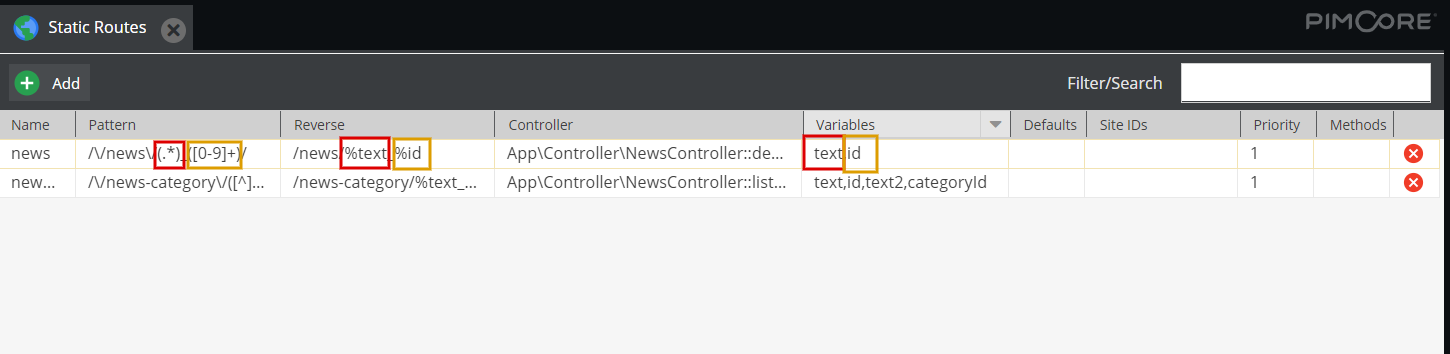 Static Routes
PIMCORE
Add
Filter/Search
Name Pattern Reverse Controller Variables Defaults Site IDs Priority Methods
news /\/news\/(.*)_([0-9]+)/ /news/%text_%id App\Controller\NewsController::de... text,id 1
new... /\/news-category\/([^]... /news-category/%text_... App\Controller\NewsController::list... text,id,text2,categoryId 1